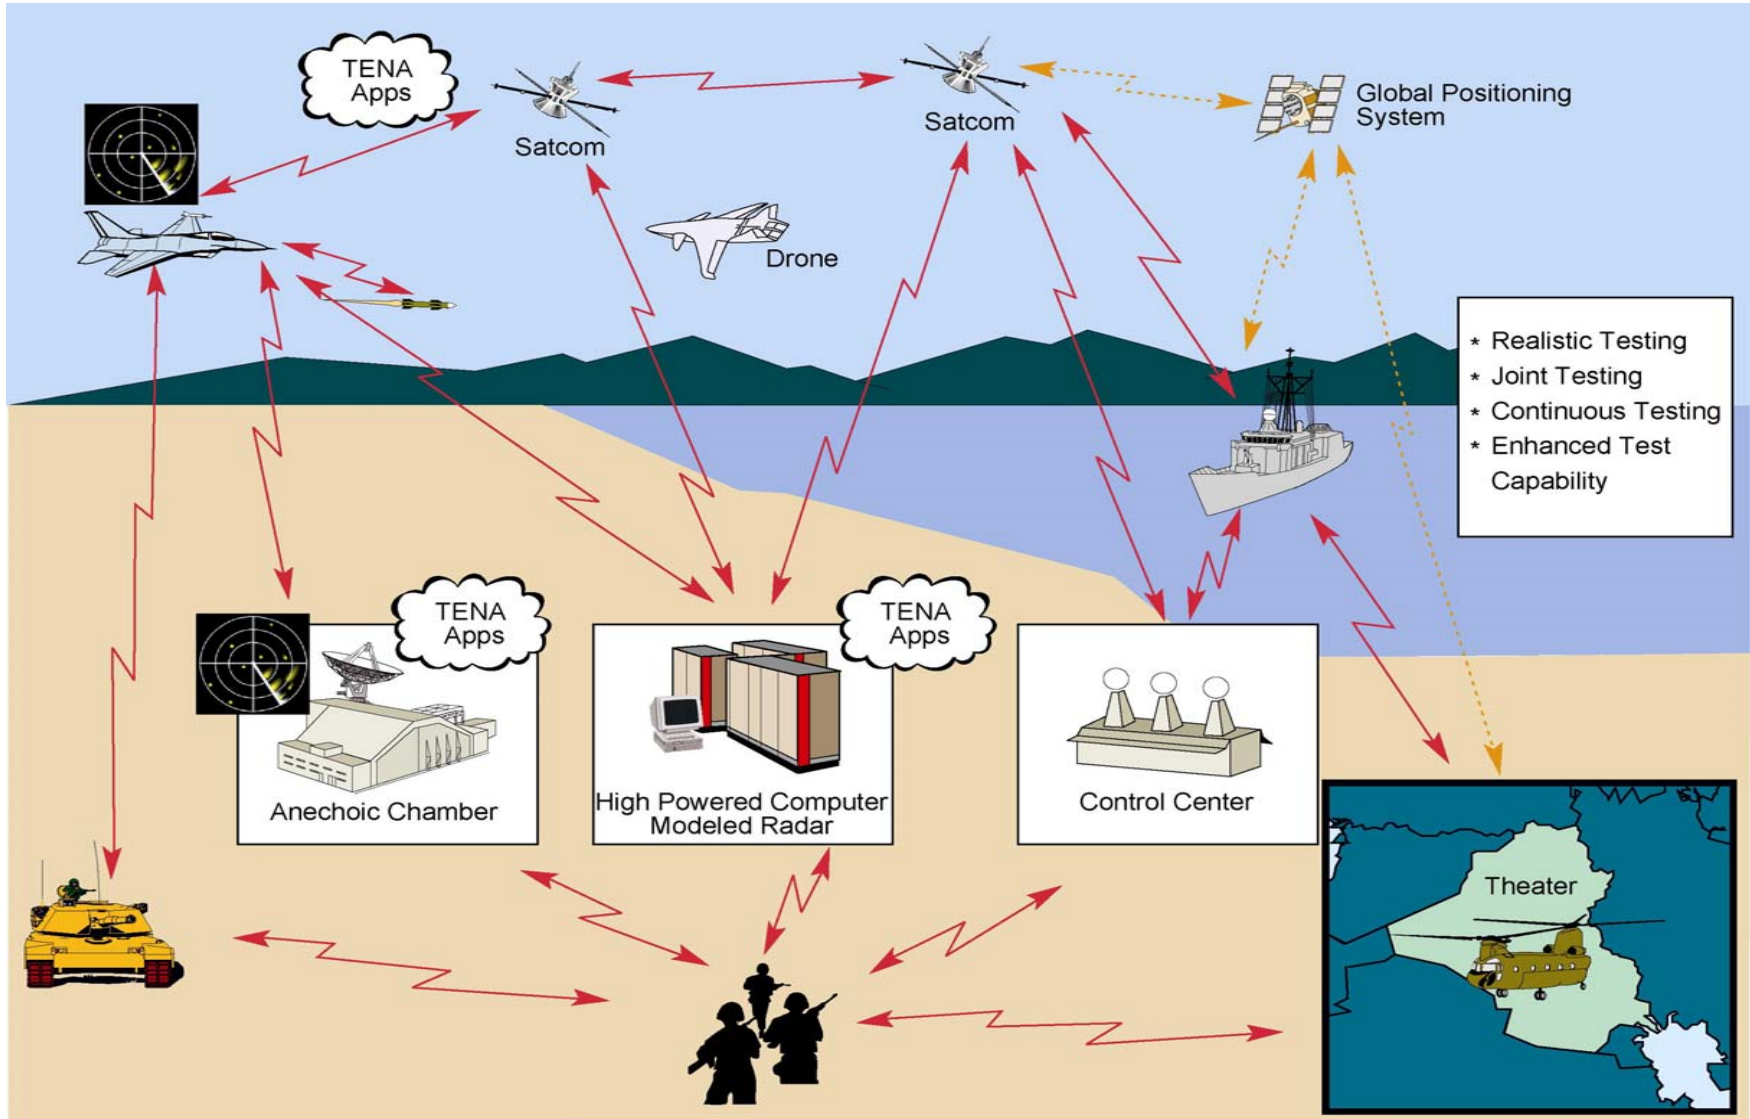 TENA
Apps
Satcom
Satcom
Global Positioning
System
Drone
* Realistic Testing
* Joint Testing
* Continuous Testing
* Enhanced Test
Capability
TENA
Apps
TENA
Apps
Anechoic Chamber
High Powered Computer
Modeled Radar
Control Center
Theater